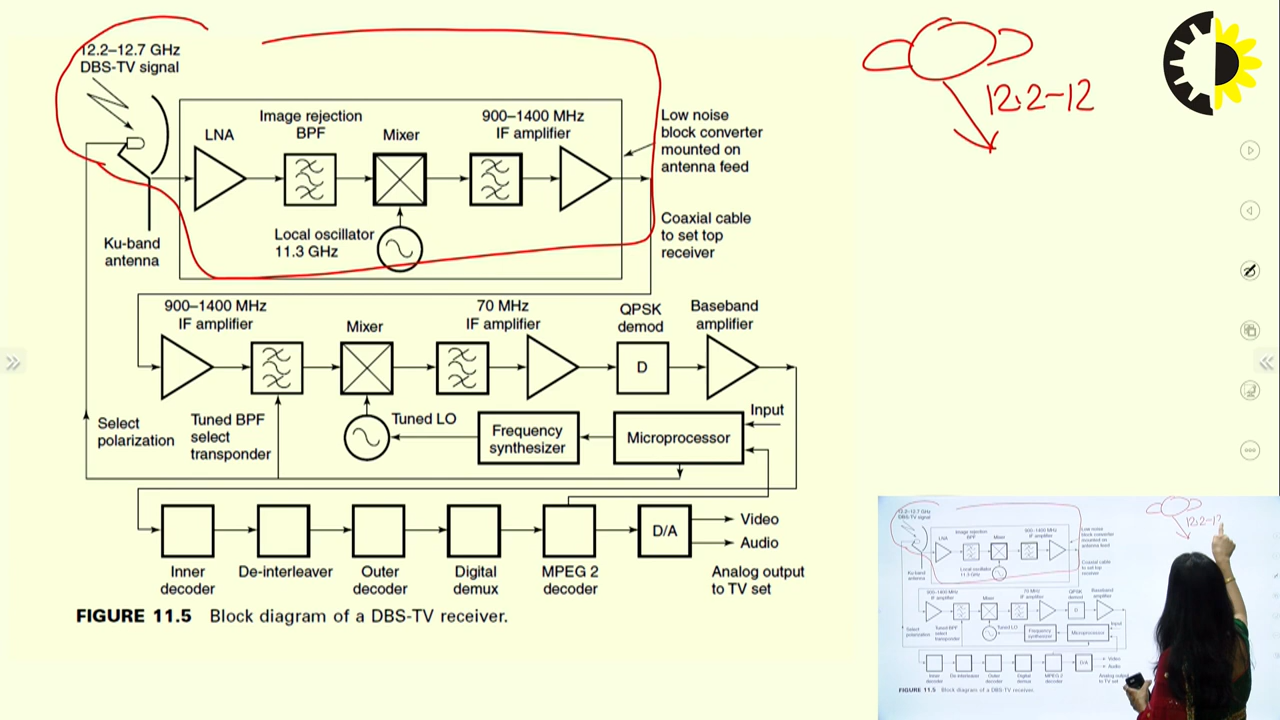 12.2–12.7 GHz
DBS-TV signal
LNA
Image rejection
BPF
Mixer
900–1400 MHz
IF amplifier
Low noise
block converter
mounted on
antenna feed
Local oscillator
11.3 GHz
Coaxial cable
to set top
receiver
Ku-band
antenna
900–1400 MHz
IF amplifier
Mixer
70 MHz
IF amplifier
QPSK
demod
Baseband
amplifier
D
Select
polarization
Tuned BPF
select
transponder
Tuned LO
Frequency
synthesizer
Microprocessor
Input
D/A
Video
Audio
Inner
decoder
De-interleaver
Outer
decoder
Digital
demux
MPEG 2
decoder
Analog output
to TV set
FIGURE 11.5 Block diagram of a DBS-TV receiver.
12.2-12